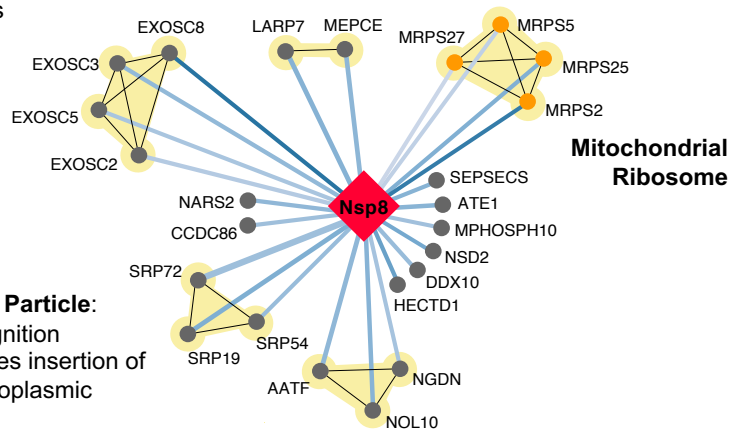 s
EXOSC8
LARP7
MEPCE
MRPS5
MRPS27
EXOSC3
MRPS25
EXOSC5
MRPS2
EXOSC2
Mitochondrial
Ribosome
SEPSECS
NARS2
Nsp8
ATE1
CCDC86
MPHOSPH10
NSD2
SRP72
DDX10
HECTD1
Particle:
gnition
es insertion of
oplasmic
SRP54
SRP19
AATF
NGDN
NOL10